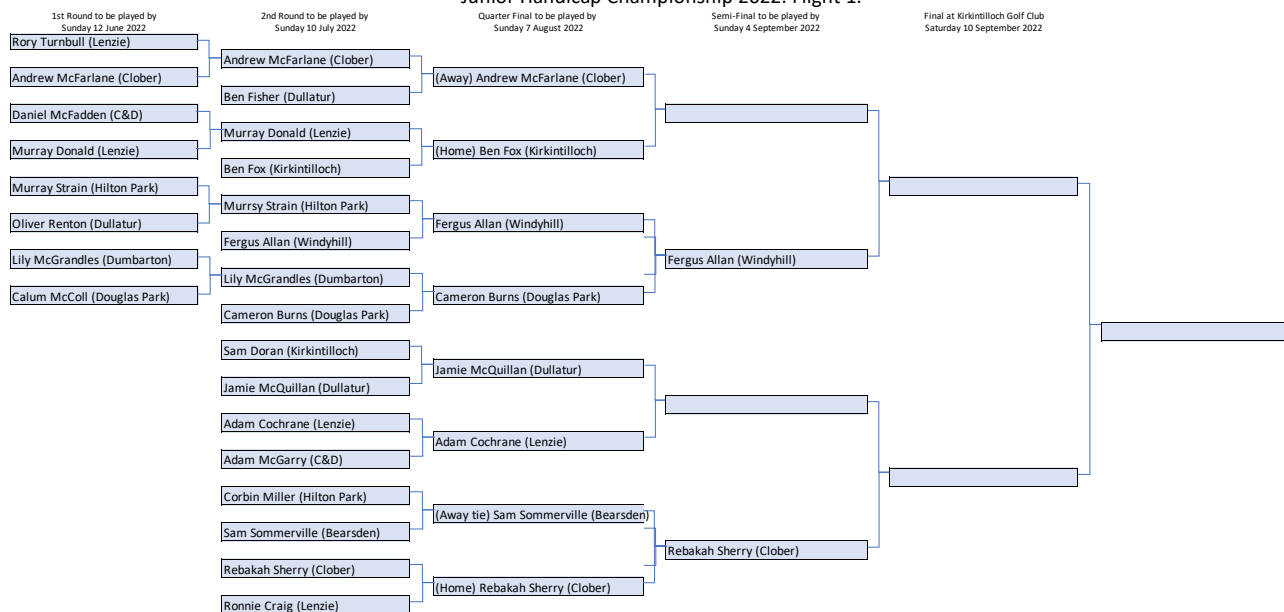 Junior Handicap Championship 2022. Flight 1.
1st Round to be played by
Sunday 12 June 2022
2nd Round to be played by
Sunday 10 July 2022
Quarter Final to be played by
Sunday 7 August 2022
Semi-Final to be played by
Sunday 4 September 2022
Final at Kirkintilloch Golf Club
Saturday 10 September 2022
Rory Turnbull (Lenzie)
Andrew McFarlane (Clober)
Daniel McFadden (C&D)
Murray Donald (Lenzie)
Murray Strain (Hilton Park)
Oliver Renton (Dullatur)
Lily McGrandles (Dumbarton)
Calum McColl (Douglas Park)
Andrew McFarlane (Clober)
Ben Fisher (Dullatur)
Murray Donald (Lenzie)
Ben Fox (Kirkintilloch)
Murrsy Strain (Hilton Park)
Fergus Allan (Windyhill)
Lily McGrandles (Dumbarton)
Cameron Burns (Douglas Park)
Sam Doran (Kirkintilloch)
Jamie McQuillan (Dullatur)
Adam Cochrane (Lenzie)
Adam McGarry (C&D)
Corbin Miller (Hilton Park)
Sam Sommerville (Bearsden)
Rebakah Sherry (Clober)
Ronnie Craig (Lenzie)
(Away) Andrew McFarlane (Clober)
(Home) Ben Fox (Kirkintilloch)
Fergus Allan (Windyhill)
Cameron Burns (Douglas Park)
Jamie McQuillan (Dullatur)
Adam Cochrane (Lenzie)
(Away tie) Sam Sommerville (Bearsden)
(Home) Rebakah Sherry (Clober)
Fergus Allan (Windyhill)
Rebakah Sherry (Clober)